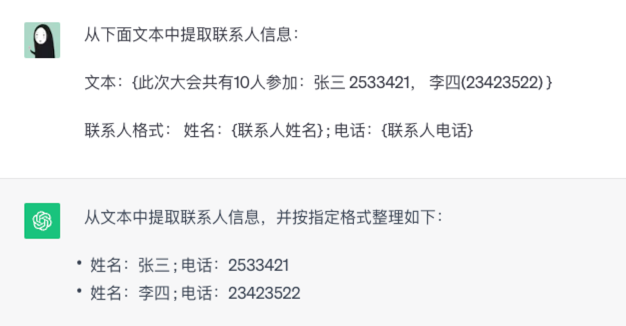 从下面文本中提取联系人信息：
文本：{此次大会共有10人参加：张三 2533421， 李四(23423522) }
联系人格式： 姓名：{联系人姓名} ; 电话：{联系人电话}
从文本中提取联系人信息，并按指定格式整理如下：
• 姓名：张三 ; 电话：2533421
• 姓名：李四 ; 电话：23423522